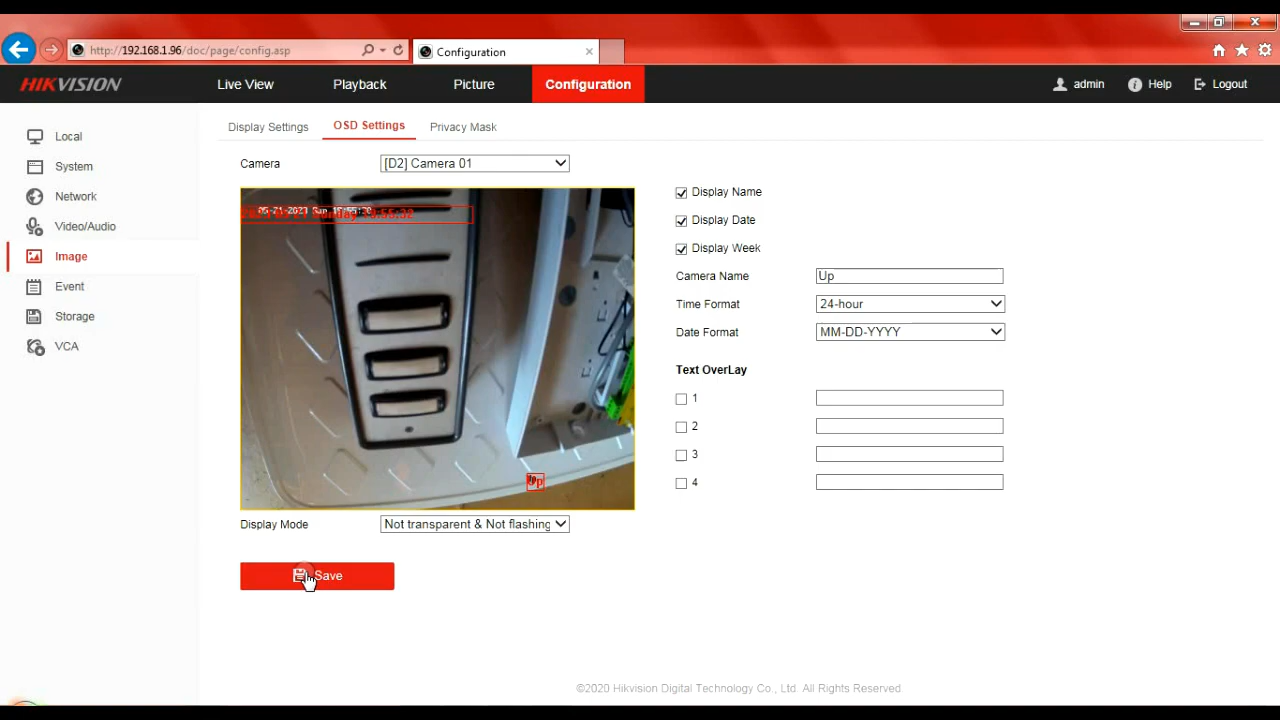 http://192.168.1.96/doc/page/config.asp
Configuration
HIKVISION
Live View
Playback
Picture
Configuration
admin
Help
Logout
Local
System
Network
Video/Audio
Image
Event
Storage
VCA
Display Settings
OSD Settings
Privacy Mask
Camera
[D2] Camera 01
Up
Display Mode
Not transparent & Not flashing
Save
Display Name
Display Date
Display Week
Camera Name
Up
Time Format
24-hour
Date Format
MM-DD-YYYY
Text OverLay
1
2
3
4
©2020 Hikvision Digital Technology Co., Ltd. All Rights Reserved.